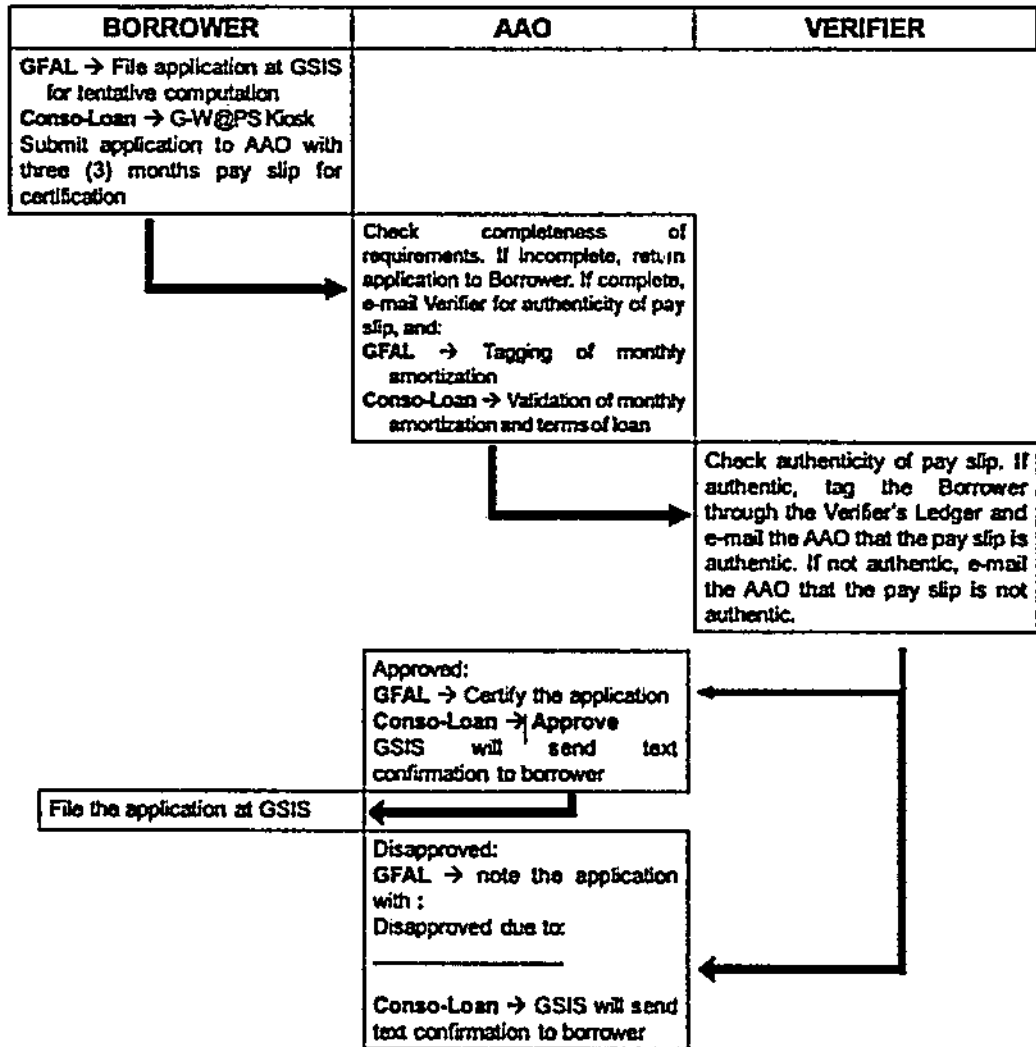 BORROWER
AAO
VERIFIER
GFAL → File application at GSIS
for tentative computation
Conso-Loan → G-W@PS Kiosk
Submit application to AAO with
three (3) months pay slip for
certification
Check completeness of
requirements. If incomplete, return
application to Borrower. If complete,
e-mail Verifier for authenticity of pay
slip, and:
GFAL → Tagging of monthly
amortization
Conso-Loan → Validation of monthly
amortization and terms of loan
Check authenticity of pay slip. If
authentic, tag the Borrower
through the Verifier's Ledger and
e-mail the AAO that the pay slip is
authentic. If not authentic, e-mail
the AAO that the pay slip is not
authentic.
Approved:
GFAL → Certify the application
Conso-Loan → Approve
GSIS will send text
confirmation to borrower
File the application at GSIS
Disapproved:
GFAL → note the application
with :
Disapproved due to:
Conso-Loan → GSIS will send
text confirmation to borrower